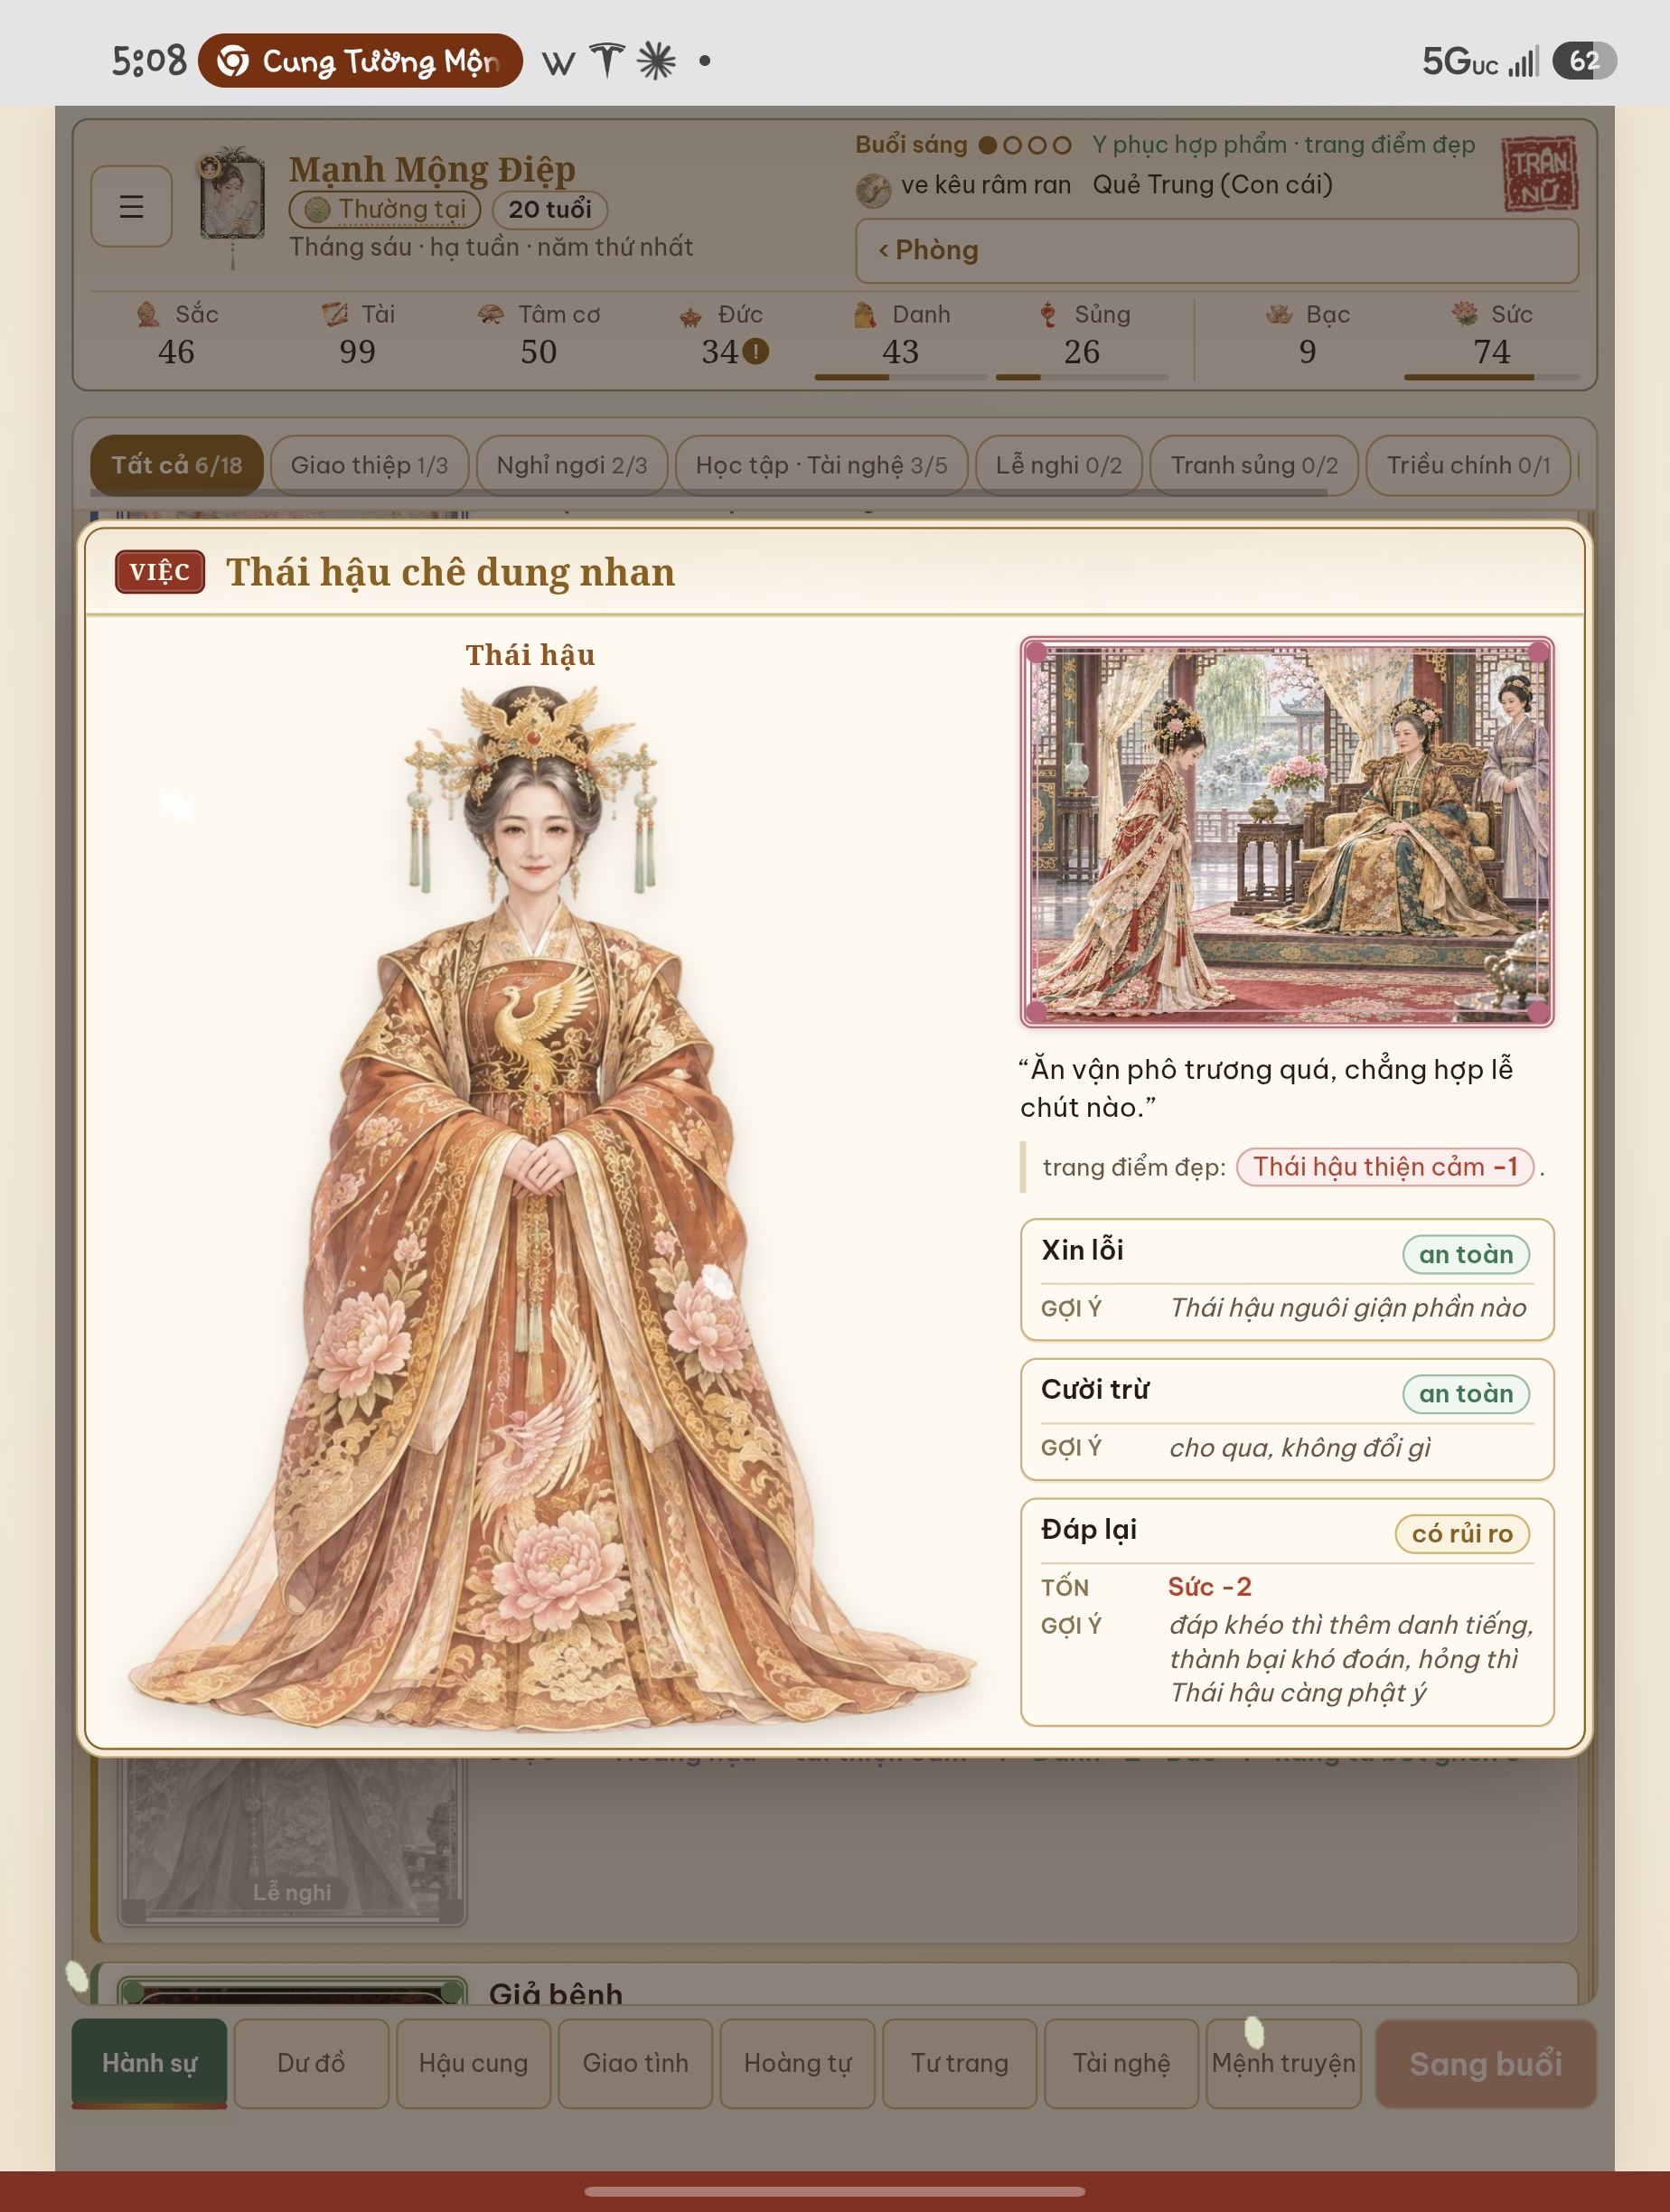 5:08 Cung Tường Mộn 5GUC 62
Mạnh Mộng Điệp
Thường tại 20 tuổi
Tháng sáu · hạ tuần · năm thứ nhất
Buổi sáng Y phục hợp phẩm · trang điểm đẹp
ve kêu râm ran Quẻ Trung (Con cái)
TRÂN NỮ
‹ Phòng
Sắc Tài Tâm cơ Đức Danh Sủng Bạc Sức
46 99 50 34! 43 26 9 74
Tất cả 6/18 Giao thiệp 1/3 Nghỉ ngơi 2/3 Học tập · Tài nghệ 3/5 Lễ nghi 0/2 Tranh sủng 0/2 Triều chính 0/1
VIỆC Thái hậu chê dung nhan
Thái hậu
“Ăn vận phô trương quá, chẳng hợp lễ
chút nào.”
trang điểm đẹp: Thái hậu thiện cảm −1 .
Xin lỗi an toàn
GỢI Ý Thái hậu nguôi giận phần nào
Cười trừ an toàn
GỢI Ý cho qua, không đổi gì
Đáp lại có rủi ro
TỐN Sức -2
GỢI Ý đáp khéo thì thêm danh tiếng,
thành bại khó đoán, hỏng thì
Thái hậu càng phật ý
Lễ nghi
Giả bệnh
Hành sự Dư đồ Hậu cung Giao tình Hoàng tự Tư trang Tài nghệ Mệnh truyện Sang buổi